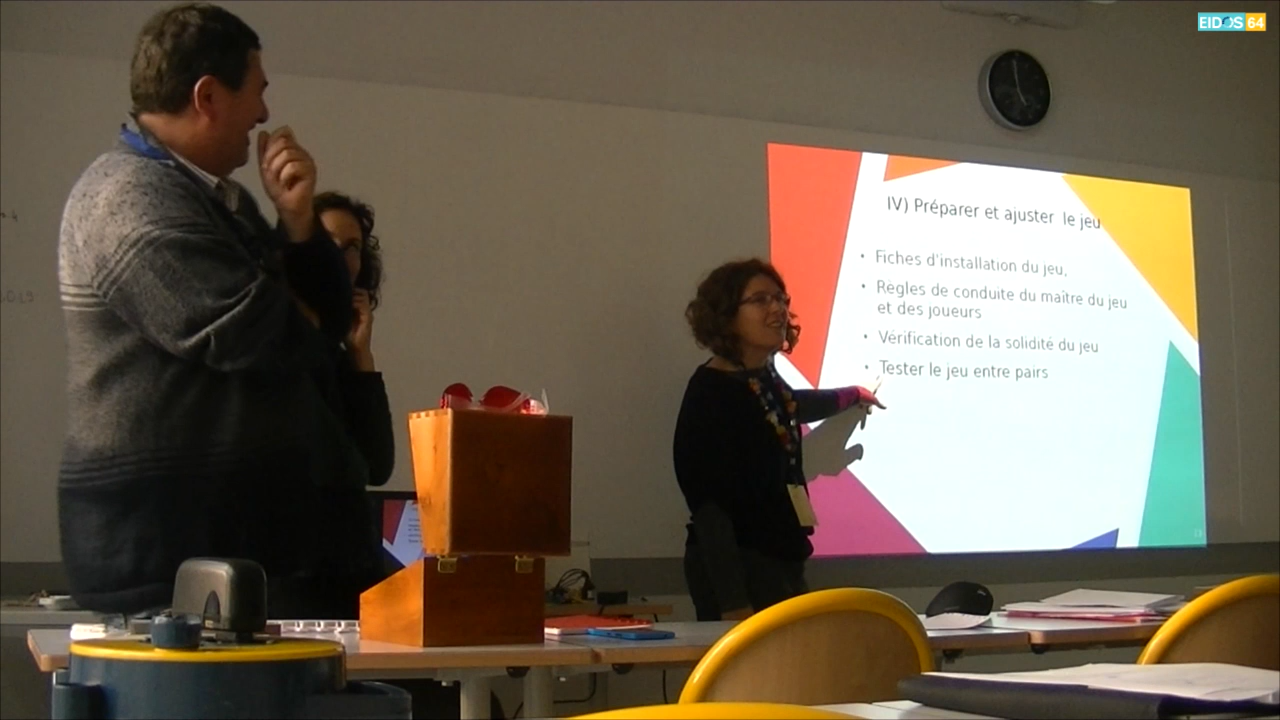 EIDOS 64
IV) Préparer et ajuster le jeu
• Fiches d'installation du jeu,
• Règles de conduite du maître du jeu
et des joueurs
• Vérification de la solidité du jeu
• Tester le jeu entre pairs